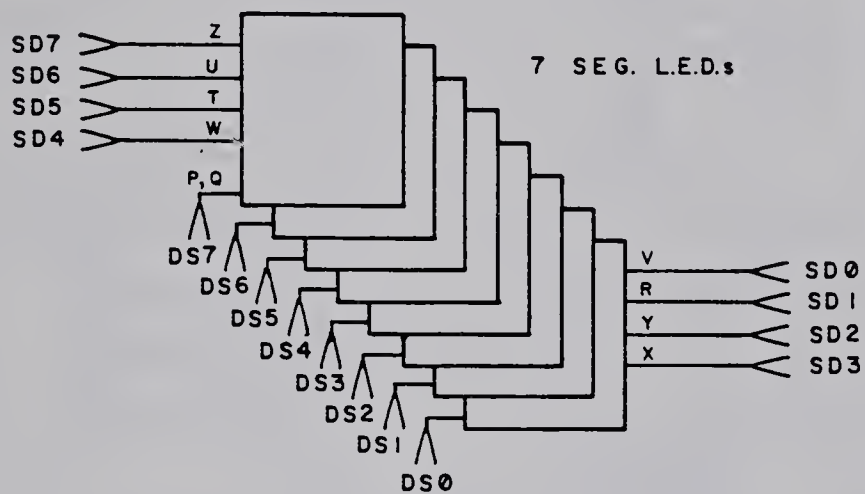 7 SEG. L.E.D.s
SD7 Z
SD6 U
SD5 T
SD4 W
P,Q
DS7
DS6
DS5
DS4
DS3
DS2
DS1
DS0
V SD0
R SD1
Y SD2
X SD3